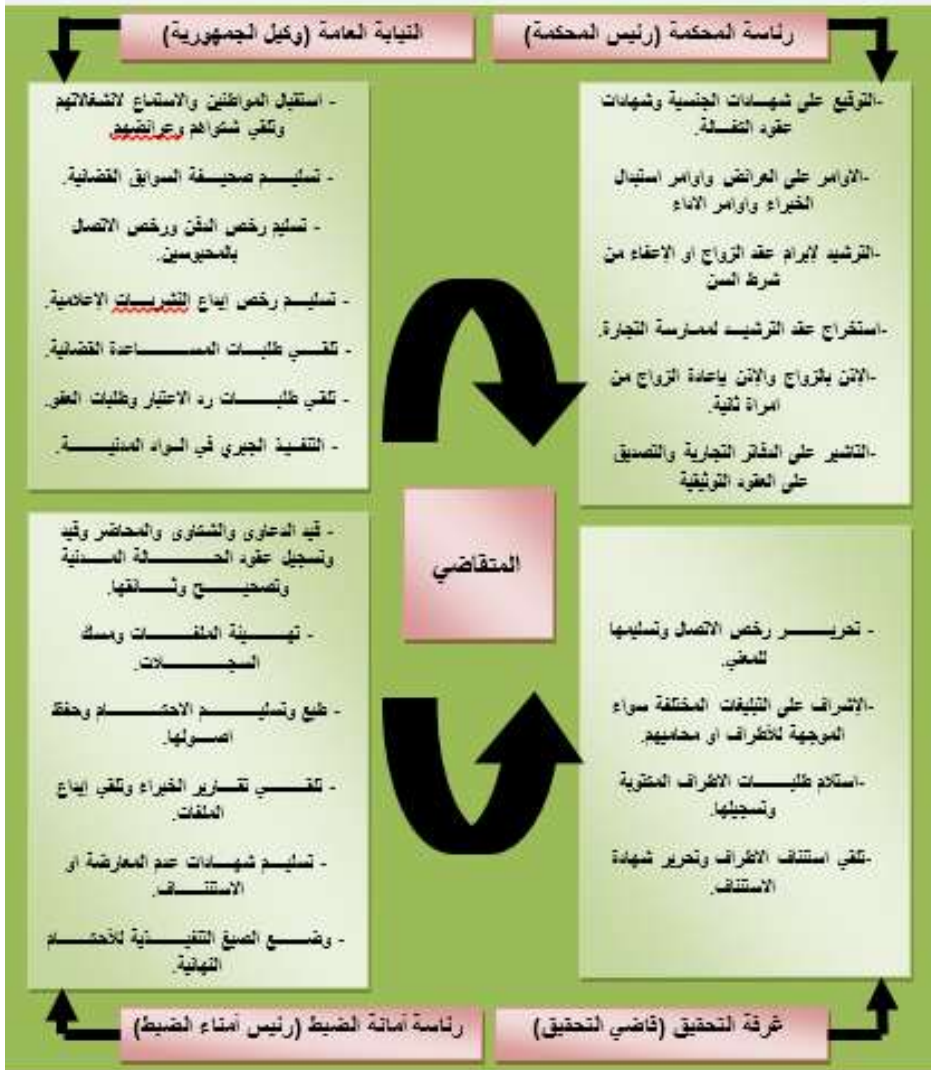 رئاسة المحكمة (رئيس المحكمة)
-التوقيع على شهادات الجنسية وشهادات
عقود الكفالة.
-الاوامر على العرائض واوامر استبدال
الخبراء واوامر الاداء
-الترشيد لإبرام عقد الزواج او الإعفاء من
شرط السن
-استخراج عقد الترشيد لممارسة التجارة.
-الاذن بالزواج والاذن بإعادة الزواج من
امراة ثانية.
-التاشير على الدفاتر التجارية والتصديق
على العقود التوثيقية
النيابة العامة (وكيل الجمهورية)
- استقبال المواطنين والاستماع لانشغالاتهم
وتلقي شكواهم وعرائضهم
- تسليم صحيفة السوابق القضائية.
- تسليم رخص الدفن ورخص الاتصال
بالمحبوسين.
- تسليم رخص إيداع النشريات الإعلامية.
- تلقي طلبات المساعدة القضائية.
- تلقي طلبات رد الاعتبار وطلبات العفو.
- التنفيذ الجبري في الواد المدنية.
المتقاضي
- تحرير رخص الاتصال وتسليمها
للمعني.
-الإشراف على التبليغات المختلفة سواء
الموجهة للأطراف او محاميهم.
-استلام طلبات الاطراف المكتوبة
وتسجيلها.
-تلقي استئناف الاطراف وتحرير شهادة
الاستئناف.
غرفة التحقيق (قاضي التحقيق)
- قيد الدعاوى والشكاوى والمحاضر وقيد
وتسجيل عقود الحالة المدنية
وتصحيح وثائقها.
- تهيئة الملفات ومسك
السجلات.
- طبع وتسليم الاحكام وحفظ
اصولها.
- تلقي تقارير الخبراء وتلقي إيداع
الملفات.
- تسليم شهادات عدم المعارضة او
الاستئناف.
- وضع الصيغ التنفيذية للأحكام
النهائية.
رئاسة أمانة الضبط (رئيس أمناء الضبط)